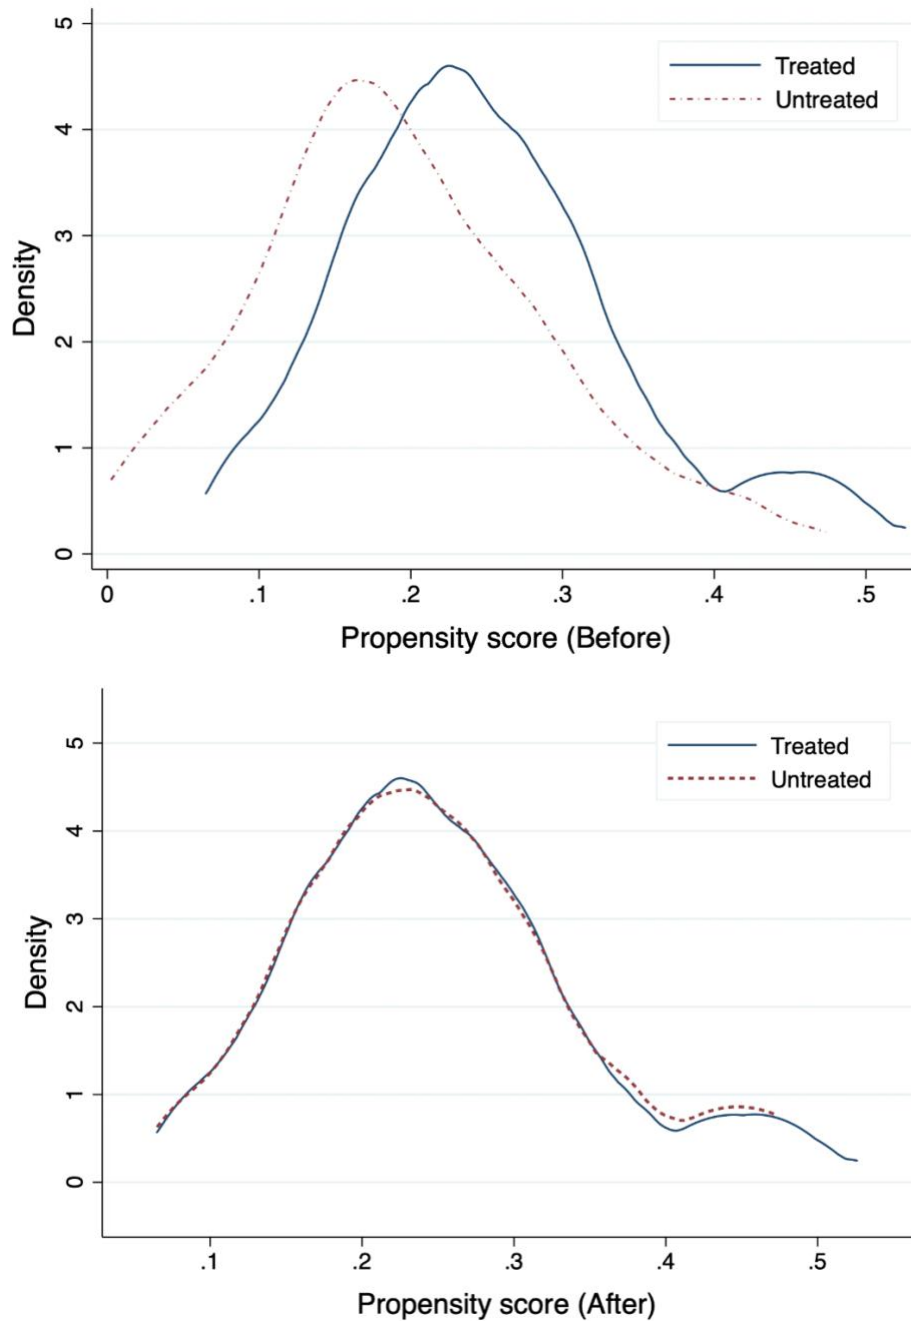 5
4
3
2
1
0
Density
Treated
Untreated
0 .1 .2 .3 .4 .5
Propensity score (Before)
5
4
3
2
1
0
Density
Treated
Untreated
.1 .2 .3 .4 .5
Propensity score (After)